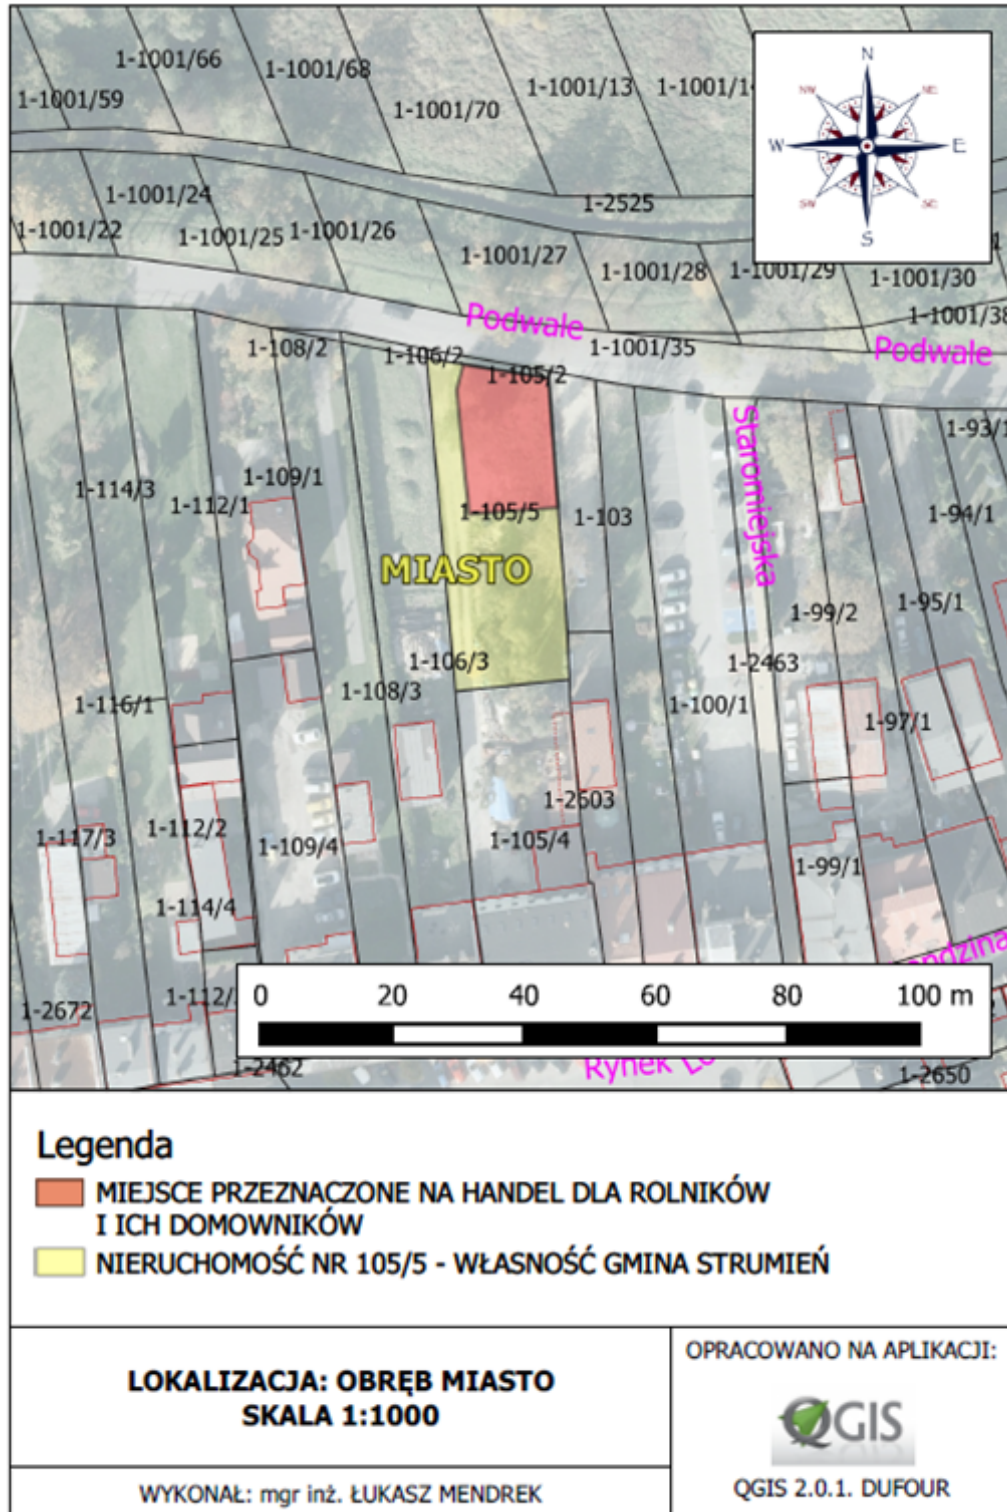 1-1001/66
1-1001/68
1-1001/13
1-1001/59
1-1001/70
N
NW
NE
W
E
SW
SE
S
1-1001/24
1-2525
1-1001/22
1-1001/25
1-1001/26
1-1001/27
1-1001/28
1-1001/29
1-1001/30
1-1001/38
Podwale
Podwale
1-108/2
1-106/2
1-1001/35
1-105/2
1-93/1
1-114/3
1-109/1
1-112/1
1-105/5
1-103
Staromiejska
1-94/1
MIASTO
1-95/1
1-99/2
1-106/3
1-2463
1-116/1
1-108/3
1-100/1
1-97/1
1-2603
1-117/3
1-112/2
1-109/4
1-105/4
1-99/1
1-114/4
1-2672
0 20 40 60 80 100 m
1-2462
Rynek
1-2650
Legenda
MIEJSCE PRZEZNACZONE NA HANDEL DLA ROLNIKÓW
I ICH DOMOWNIKÓW
NIERUCHOMOŚĆ NR 105/5 - WŁASNOŚĆ GMINA STRUMIEŃ
LOKALIZACJA: OBRĘB MIASTO
SKALA 1:1000
OPRACOWANO NA APLIKACJI:
QGIS
QGIS 2.0.1. DUFOUR
WYKONAŁ: mgr inż. ŁUKASZ MENDREK